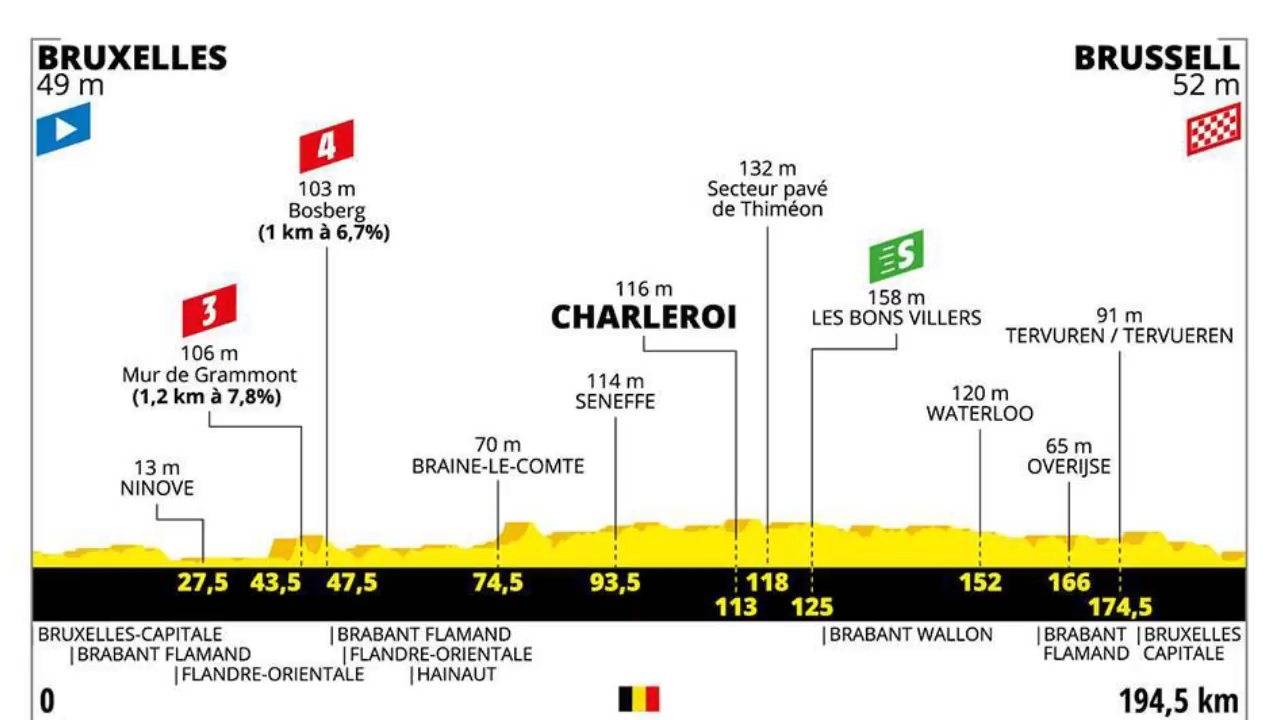 BRUXELLES
49 m
BRUSSELL
52 m
4
103 m
Bosberg
(1 km à 6,7%)
132 m
Secteur pavé
de Thiméon
S
158 m
LES BONS VILLERS
3
106 m
Mur de Grammont
(1,2 km à 7,8%)
116 m
CHARLEROI
91 m
TERVUREN / TERVUEREN
114 m
SENEFFE
120 m
WATERLOO
70 m
BRAINE-LE-COMTE
65 m
OVERIJSE
13 m
NINOVE
27,5 43,5 47,5 74,5 93,5 118 152 166
113 125 174,5
BRUXELLES-CAPITALE |BRABANT FLAMAND |BRABANT WALLON |BRABANT |BRUXELLES
|BRABANT FLAMAND |FLANDRE-ORIENTALE FLAMAND CAPITALE
|FLANDRE-ORIENTALE |HAINAUT
0 194,5 km